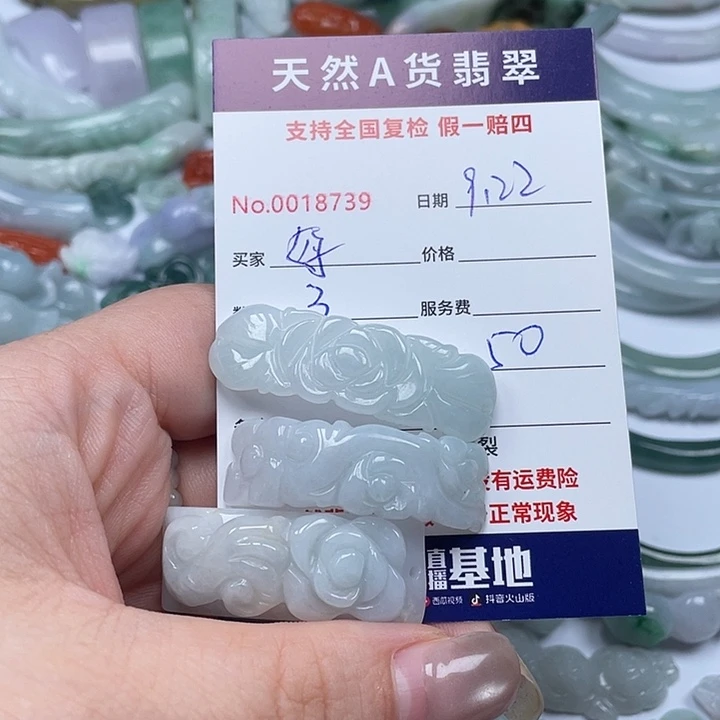 天然A货翡翠
支持全国复检 假一赔四
No.0018739 日期 9.22
买家 价格
3 服务费
50
裂
有运费险
正常现象
直播基地
西瓜视频 抖音火山版